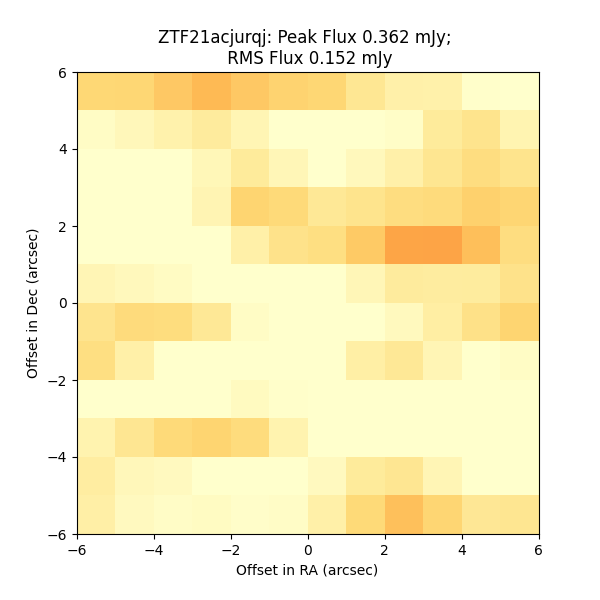 ZTF21acjurqj: Peak Flux 0.362 mJy;
RMS Flux 0.152 mJy
6
4
2
0
−2
−4
−6
Offset in Dec (arcsec)
−6 −4 −2 0 2 4 6
Offset in RA (arcsec)